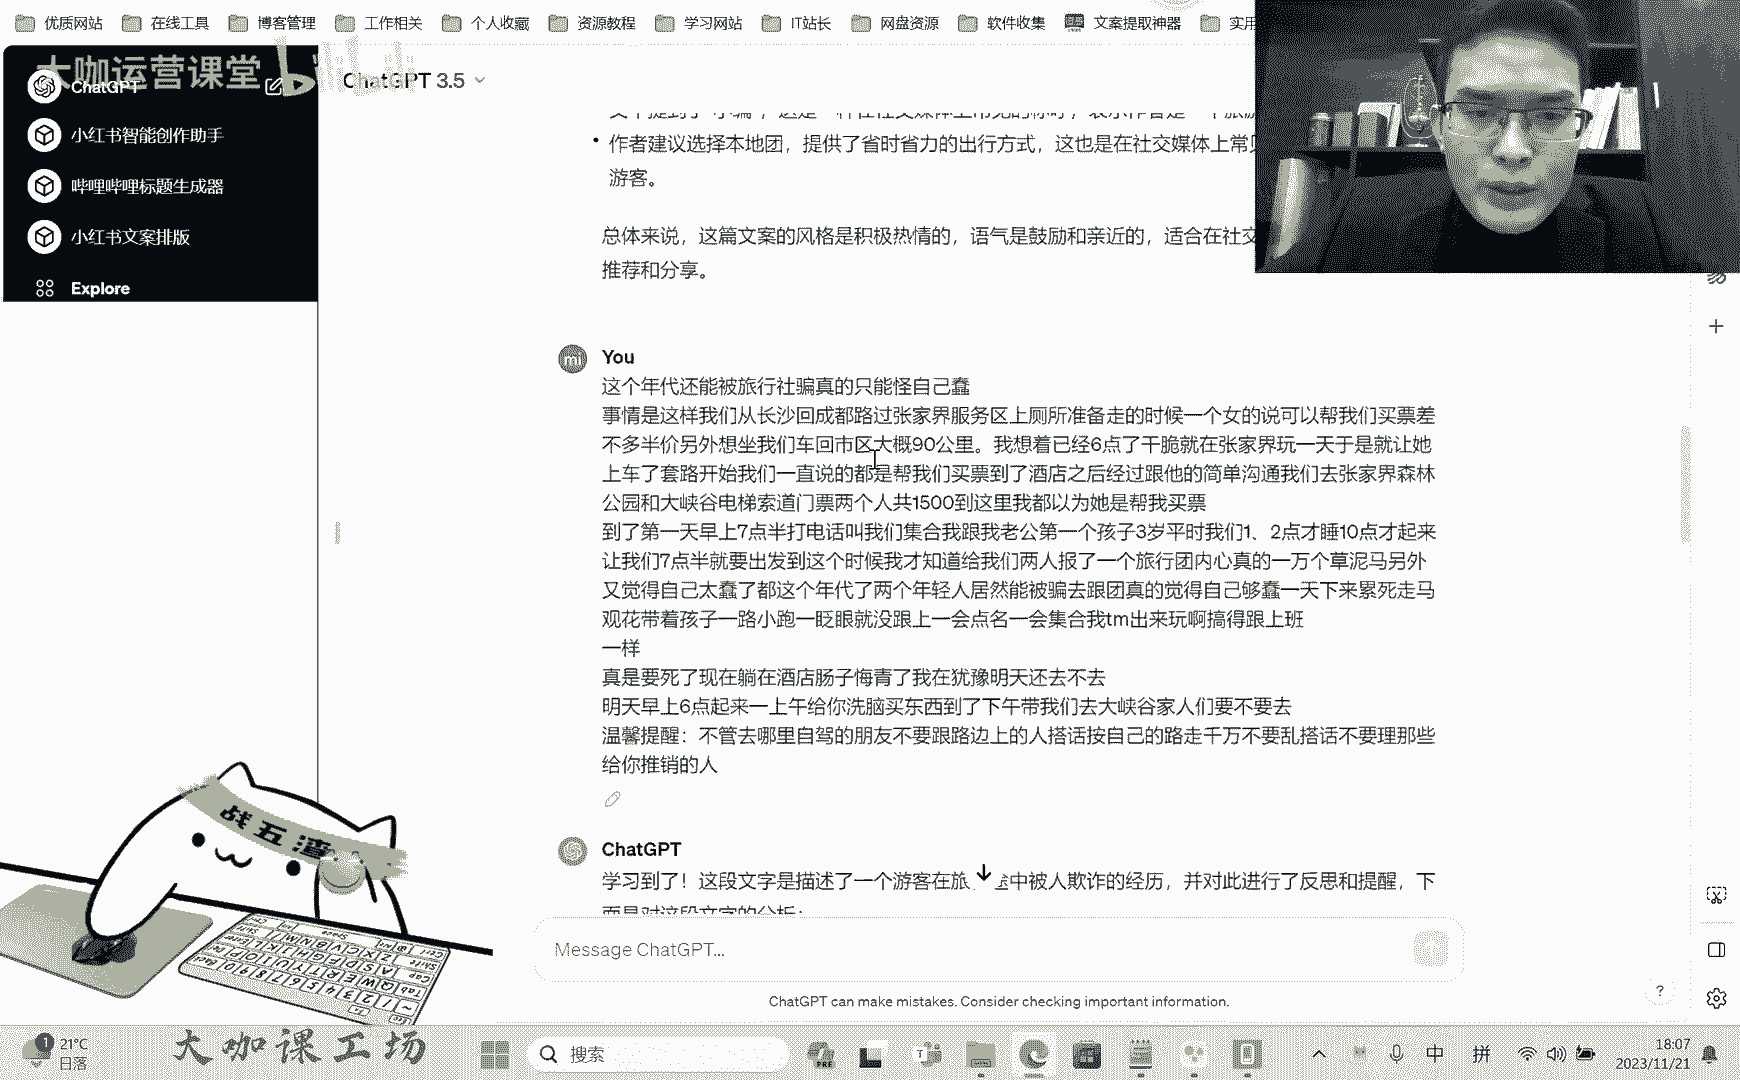 优质网站
在线工具
博客管理
工作相关
个人收藏
资源教程
学习网站
IT站长
网盘资源
软件收集
文案提取神器
实用
大咖运营课堂
ChatGPT
小红书智能创作助手
哔哩哔哩标题生成器
小红书文案排版
Explore
ChatGPT 3.5
作者建议选择本地团，提供了省时省力的出行方式，这也是在社交媒体上常见
游客。
总体来说，这篇文案的风格是积极热情的，语气是鼓励和亲近的，适合在社交
推荐和分享。
You
这个年代还能被旅行社骗真的只能怪自己蠢
事情是这样我们从长沙回成都路过张家界服务区上厕所准备走的时候一个女的说可以帮我们买票差
不多半价另外想坐我们车回市区大概90公里。我想着已经6点了干脆就在张家界玩一天于是就让她
上车了套路开始我们一直说的都是帮我们买票到了酒店之后经过跟他的简单沟通我们去张家界森林
公园和大峡谷电梯索道门票两个人共1500到这里我都以为她是帮我买票
到了第一天早上7点半打电话叫我们集合我跟我老公第一个孩子3岁平时我们1、2点才睡10点才起来
让我们7点半就要出发到这个时候我才知道给我们两人报了一个旅行团内心真的一万个草泥马另外
又觉得自己太蠢了都这个年代了两个年轻人居然能被骗去跟团真的觉得自己够蠢一天下来累死走马
观花带着孩子一路小跑一眨眼就没跟上一会点名一会集合我tm出来玩啊搞得跟上班
一样
真是要死了现在躺在酒店肠子悔青了我在犹豫明天还去不去
明天早上6点起来一上午给你洗脑买东西到了下午带我们去大峡谷家人们要不要去
温馨提醒：不管去哪里自驾的朋友不要跟路边上的人搭话按自己的路走千万不要乱搭话不要理那些
给你推销的人
ChatGPT
学习到了！这段文字是描述了一个游客在旅 中被人欺诈的经历，并对此进行了反思和提醒，下
面是对这段文字的分析：
Message ChatGPT...
ChatGPT can make mistakes. Consider checking important information.
战五渣
大咖课工场
1
21°C
日落
搜索
PRE
中
拼
18:07
2023/11/21